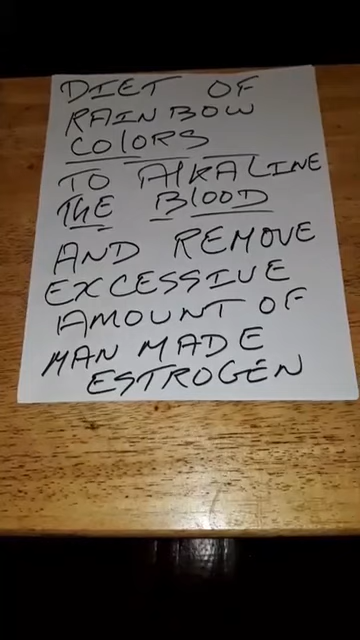 DIET OF
RAINBOW
COLORS
TO ALKALINE
THE BLOOD
AND REMOVE
EXCESSIVE
AMOUNT OF
MAN MADE
ESTROGEN